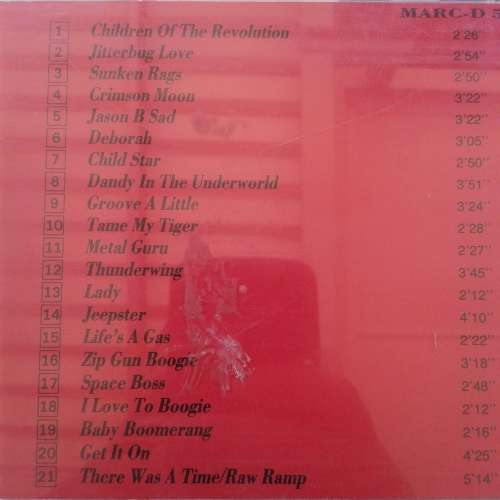 MARC-D 5
1 Children Of The Revolution 2'26"
2 Jitterbug Love 2'54"
3 Sunken Rags 2'50"
4 Crimson Moon 3'22"
5 Jason B Sad 3'22"
6 Deborah 3'05"
7 Child Star 2'50"
8 Dandy In The Underworld 3'51"
9 Groove A Little 3'24"
10 Tame My Tiger 2'28"
11 Metal Guru 2'27"
12 Thunderwing 3'45"
13 Lady 2'12"
14 Jeepster 4'10"
15 Life's A Gas 2'22"
16 Zip Gun Boogie 3'18"
17 Space Boss 2'48"
18 I Love To Boogie 2'12"
19 Baby Boomerang 2'16"
20 Get It On 4'25"
21 There Was A Time/Raw Ramp 5'14"